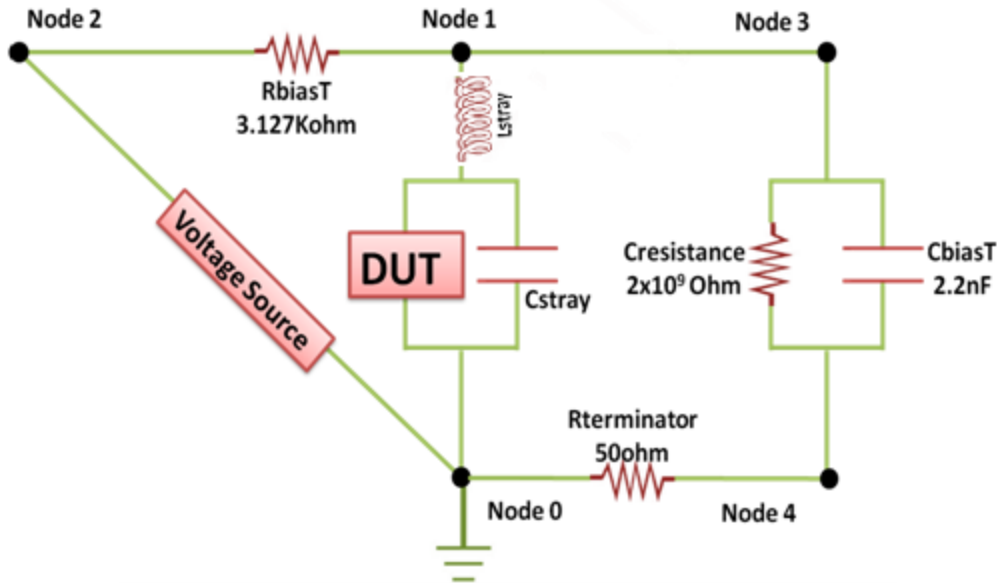 Node 2
Node 1
Node 3
RbiasT
3.127Kohm
Lstray
Voltage Source
DUT
Cstray
Cresistance
2x10⁹ Ohm
CbiasT
2.2nF
Rterminator
50ohm
Node 0
Node 4